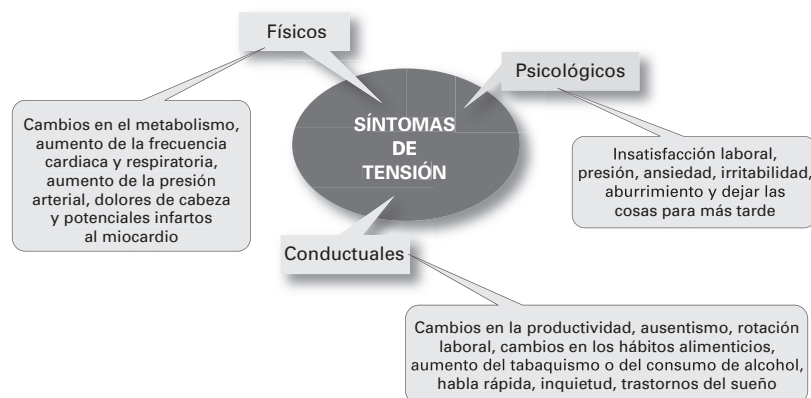 Físicos
Psicológicos
SÍNTOMAS
DE
TENSIÓN
Cambios en el metabolismo,
aumento de la frecuencia
cardiaca y respiratoria,
aumento de la presión
arterial, dolores de cabeza
y potenciales infartos
al miocardio
Insatisfacción laboral,
presión, ansiedad, irritabilidad,
aburrimiento y dejar las
cosas para más tarde
Conductuales
Cambios en la productividad, ausentismo, rotación
laboral, cambios en los hábitos alimenticios,
aumento del tabaquismo o del consumo de alcohol,
habla rápida, inquietud, trastornos del sueño